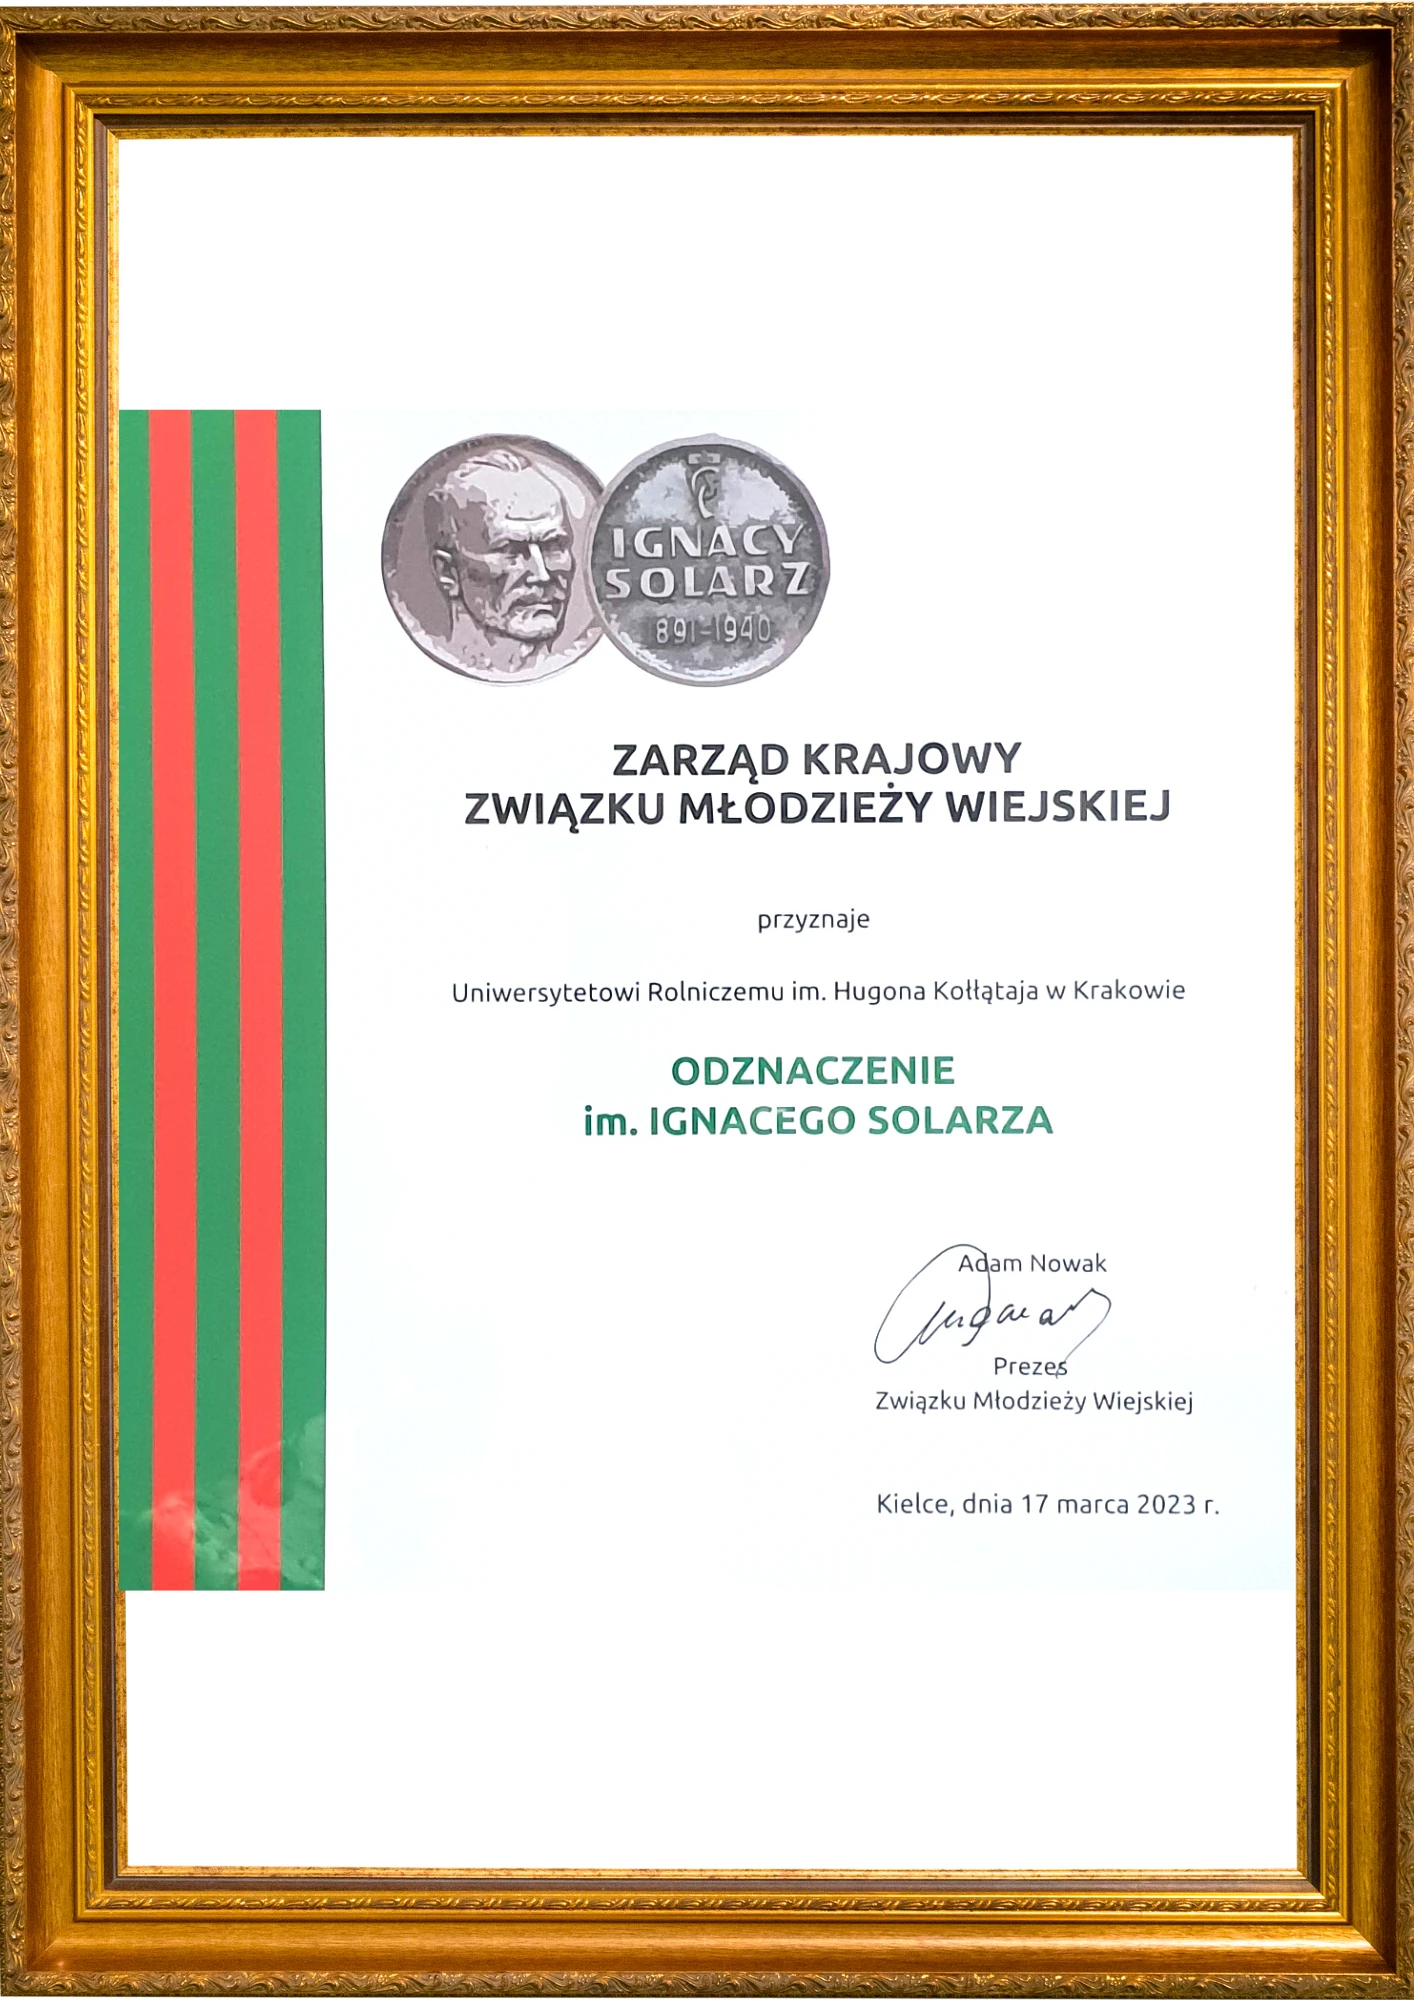 IGNACY
SOLARZ
891-1940
ZARZĄD KRAJOWY
ZWIĄZKU MŁODZIEŻY WIEJSKIEJ
przyznaje
Uniwersytetowi Rolniczemu im. Hugona Kołłątaja w Krakowie
ODZNACZENIE
im. IGNACEGO SOLARZA
Adam Nowak
Prezes
Związku Młodzieży Wiejskiej
Kielce, dnia 17 marca 2023 r.